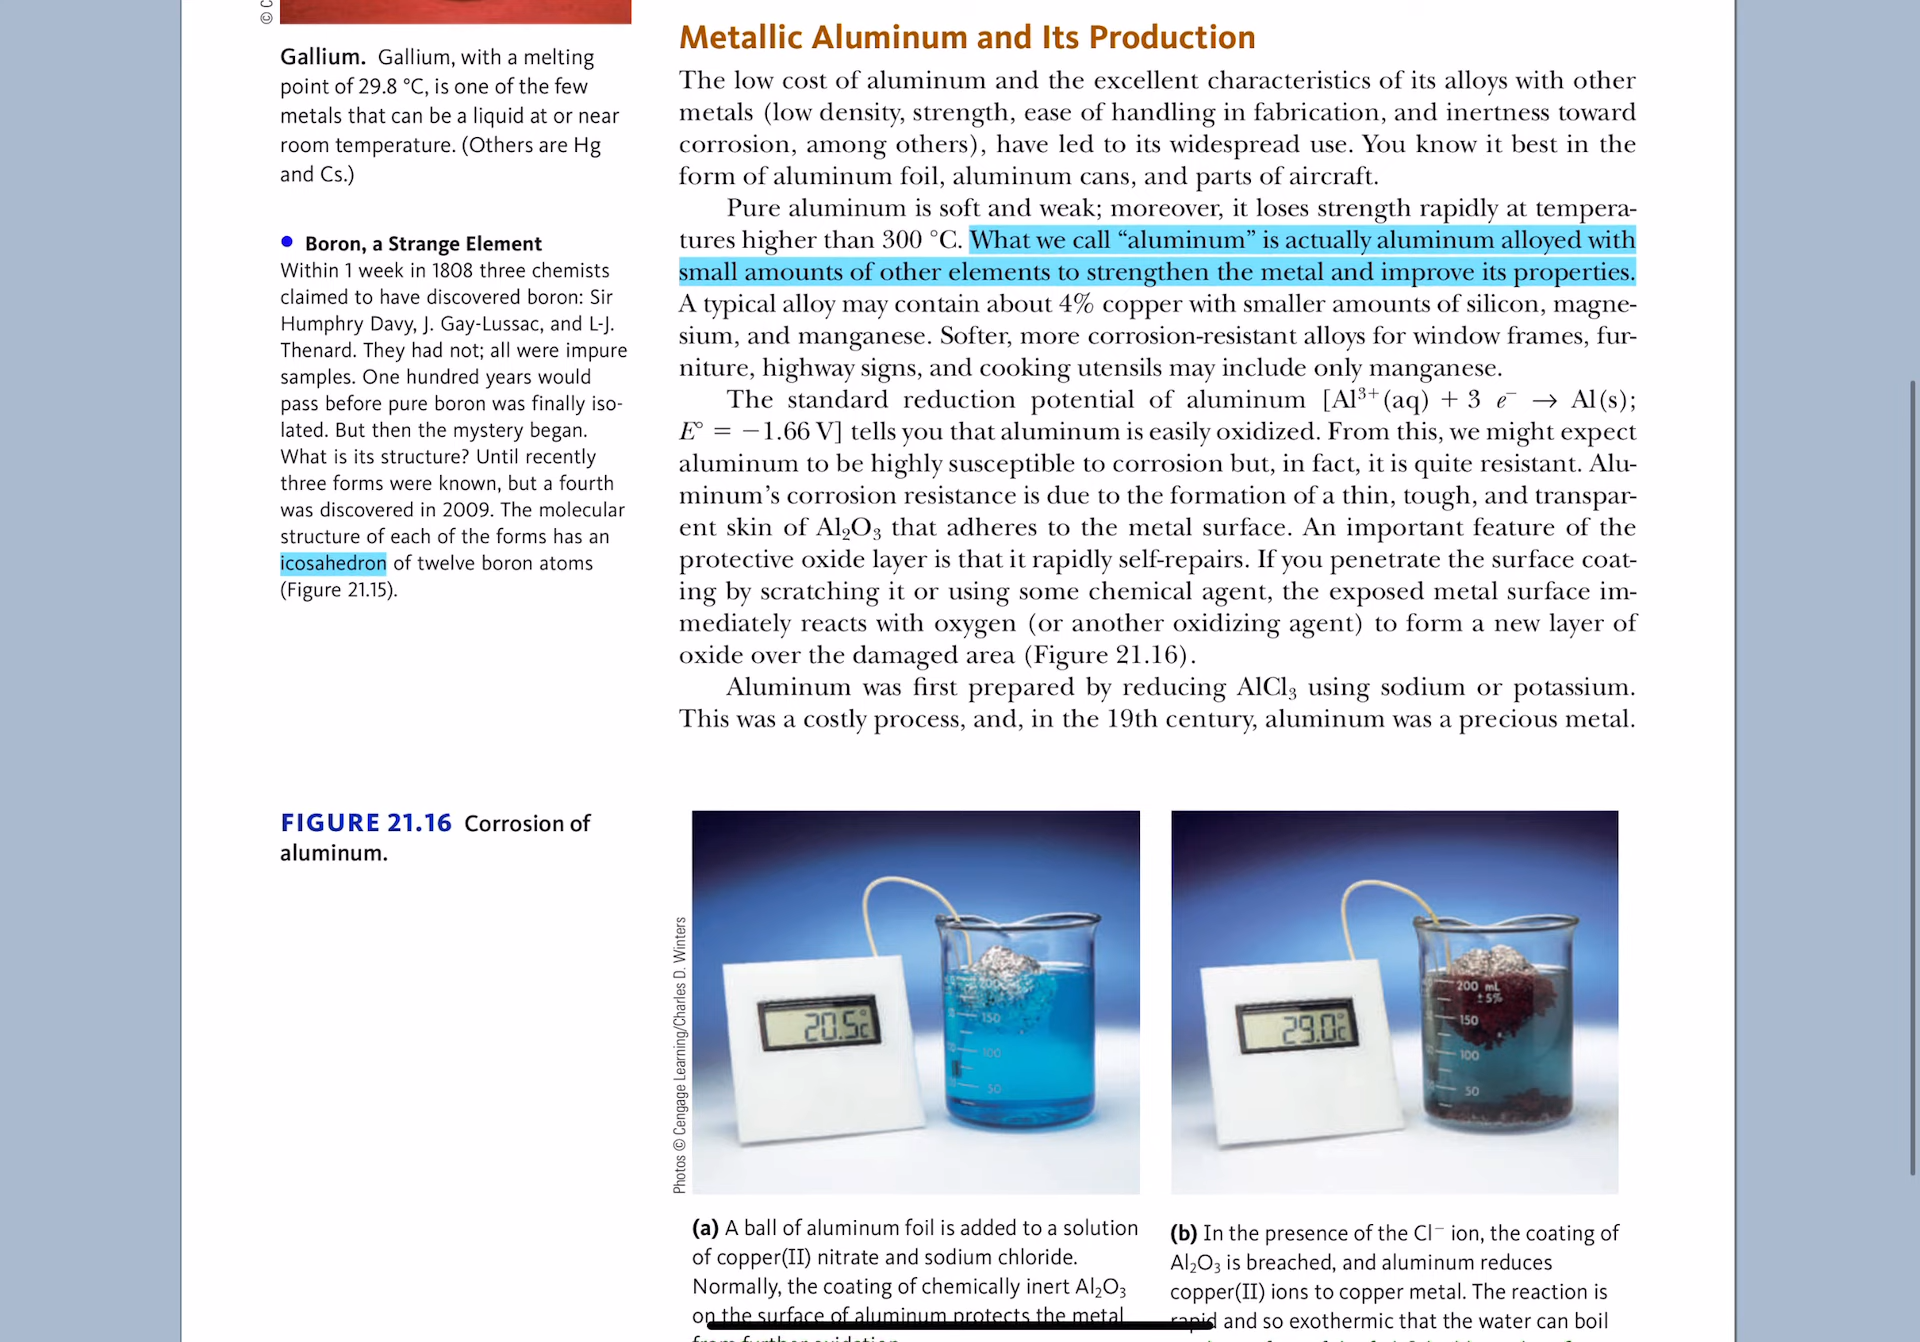 © C
Gallium. Gallium, with a melting
point of 29.8 °C, is one of the few
metals that can be a liquid at or near
room temperature. (Others are Hg
and Cs.)
• Boron, a Strange Element
Within 1 week in 1808 three chemists
claimed to have discovered boron: Sir
Humphry Davy, J. Gay-Lussac, and L-J.
Thenard. They had not; all were impure
samples. One hundred years would
pass before pure boron was finally iso-
lated. But then the mystery began.
What is its structure? Until recently
three forms were known, but a fourth
was discovered in 2009. The molecular
structure of each of the forms has an
icosahedron of twelve boron atoms
(Figure 21.15).
Metallic Aluminum and Its Production
The low cost of aluminum and the excellent characteristics of its alloys with other
metals (low density, strength, ease of handling in fabrication, and inertness toward
corrosion, among others), have led to its widespread use. You know it best in the
form of aluminum foil, aluminum cans, and parts of aircraft.
Pure aluminum is soft and weak; moreover, it loses strength rapidly at tempera-
tures higher than 300 °C. What we call “aluminum” is actually aluminum alloyed with
small amounts of other elements to strengthen the metal and improve its properties.
A typical alloy may contain about 4% copper with smaller amounts of silicon, magne-
sium, and manganese. Softer, more corrosion-resistant alloys for window frames, fur-
niture, highway signs, and cooking utensils may include only manganese.
The standard reduction potential of aluminum [Al³⁺(aq) + 3 e⁻ → Al(s);
E° = −1.66 V] tells you that aluminum is easily oxidized. From this, we might expect
aluminum to be highly susceptible to corrosion but, in fact, it is quite resistant. Alu-
minum’s corrosion resistance is due to the formation of a thin, tough, and transpar-
ent skin of Al₂O₃ that adheres to the metal surface. An important feature of the
protective oxide layer is that it rapidly self-repairs. If you penetrate the surface coat-
ing by scratching it or using some chemical agent, the exposed metal surface im-
mediately reacts with oxygen (or another oxidizing agent) to form a new layer of
oxide over the damaged area (Figure 21.16).
Aluminum was first prepared by reducing AlCl₃ using sodium or potassium.
This was a costly process, and, in the 19th century, aluminum was a precious metal.
FIGURE 21.16 Corrosion of
aluminum.
Photos © Cengage Learning/Charles D. Winters
20.5°C
200
150
100
50
29.0°C
200 mL
±5%
150
100
50
(a) A ball of aluminum foil is added to a solution
of copper(II) nitrate and sodium chloride.
Normally, the coating of chemically inert Al₂O₃
on the surface of aluminum protects the metal
(b) In the presence of the Cl⁻ ion, the coating of
Al₂O₃ is breached, and aluminum reduces
copper(II) ions to copper metal. The reaction is
rapid and so exothermic that the water can boil